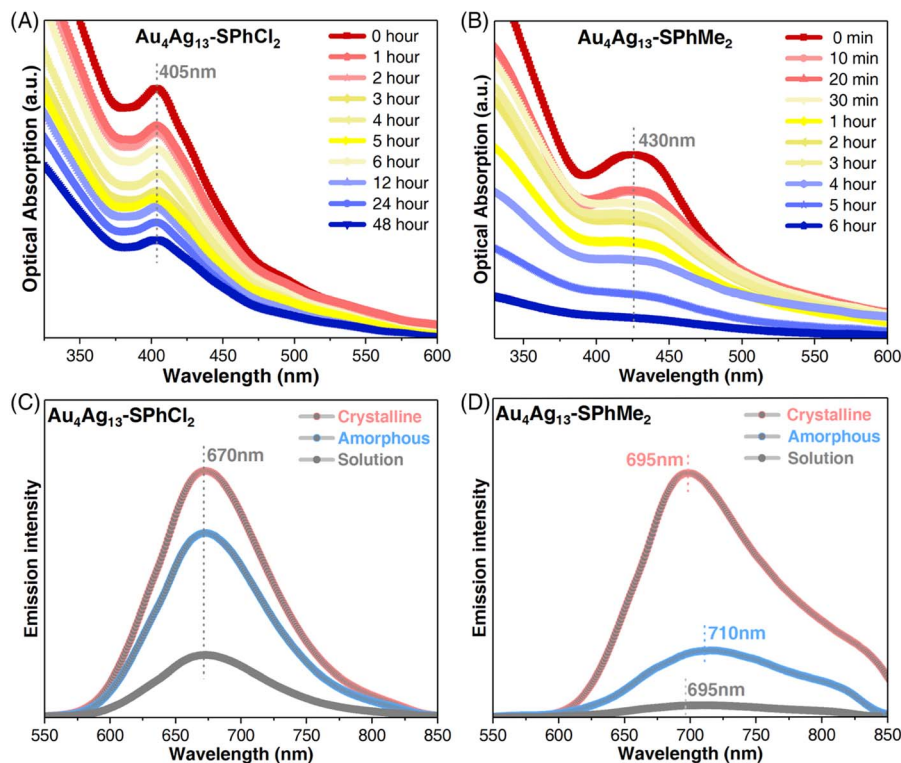 (A)
Au₄Ag₁₃-SPhCl₂
405nm
0 hour
1 hour
2 hour
3 hour
4 hour
5 hour
6 hour
12 hour
24 hour
48 hour
Optical Absorption (a.u.)
325 350 400 450 500 550 600
Wavelength (nm)
(B)
Au₄Ag₁₃-SPhMe₂
430nm
0 min
10 min
20 min
30 min
1 hour
2 hour
3 hour
4 hour
5 hour
6 hour
Optical Absorption (a.u.)
350 400 450 500 550 600
Wavelength (nm)
(C)
Au₄Ag₁₃-SPhCl₂
Crystalline
Amorphous
Solution
670nm
Emission intensity
550 600 650 700 750 800 850
Wavelength (nm)
(D)
Au₄Ag₁₃-SPhMe₂
Crystalline
Amorphous
Solution
695nm
710nm
695nm
Emission intensity
550 600 650 700 750 800 850
Wavelength (nm)